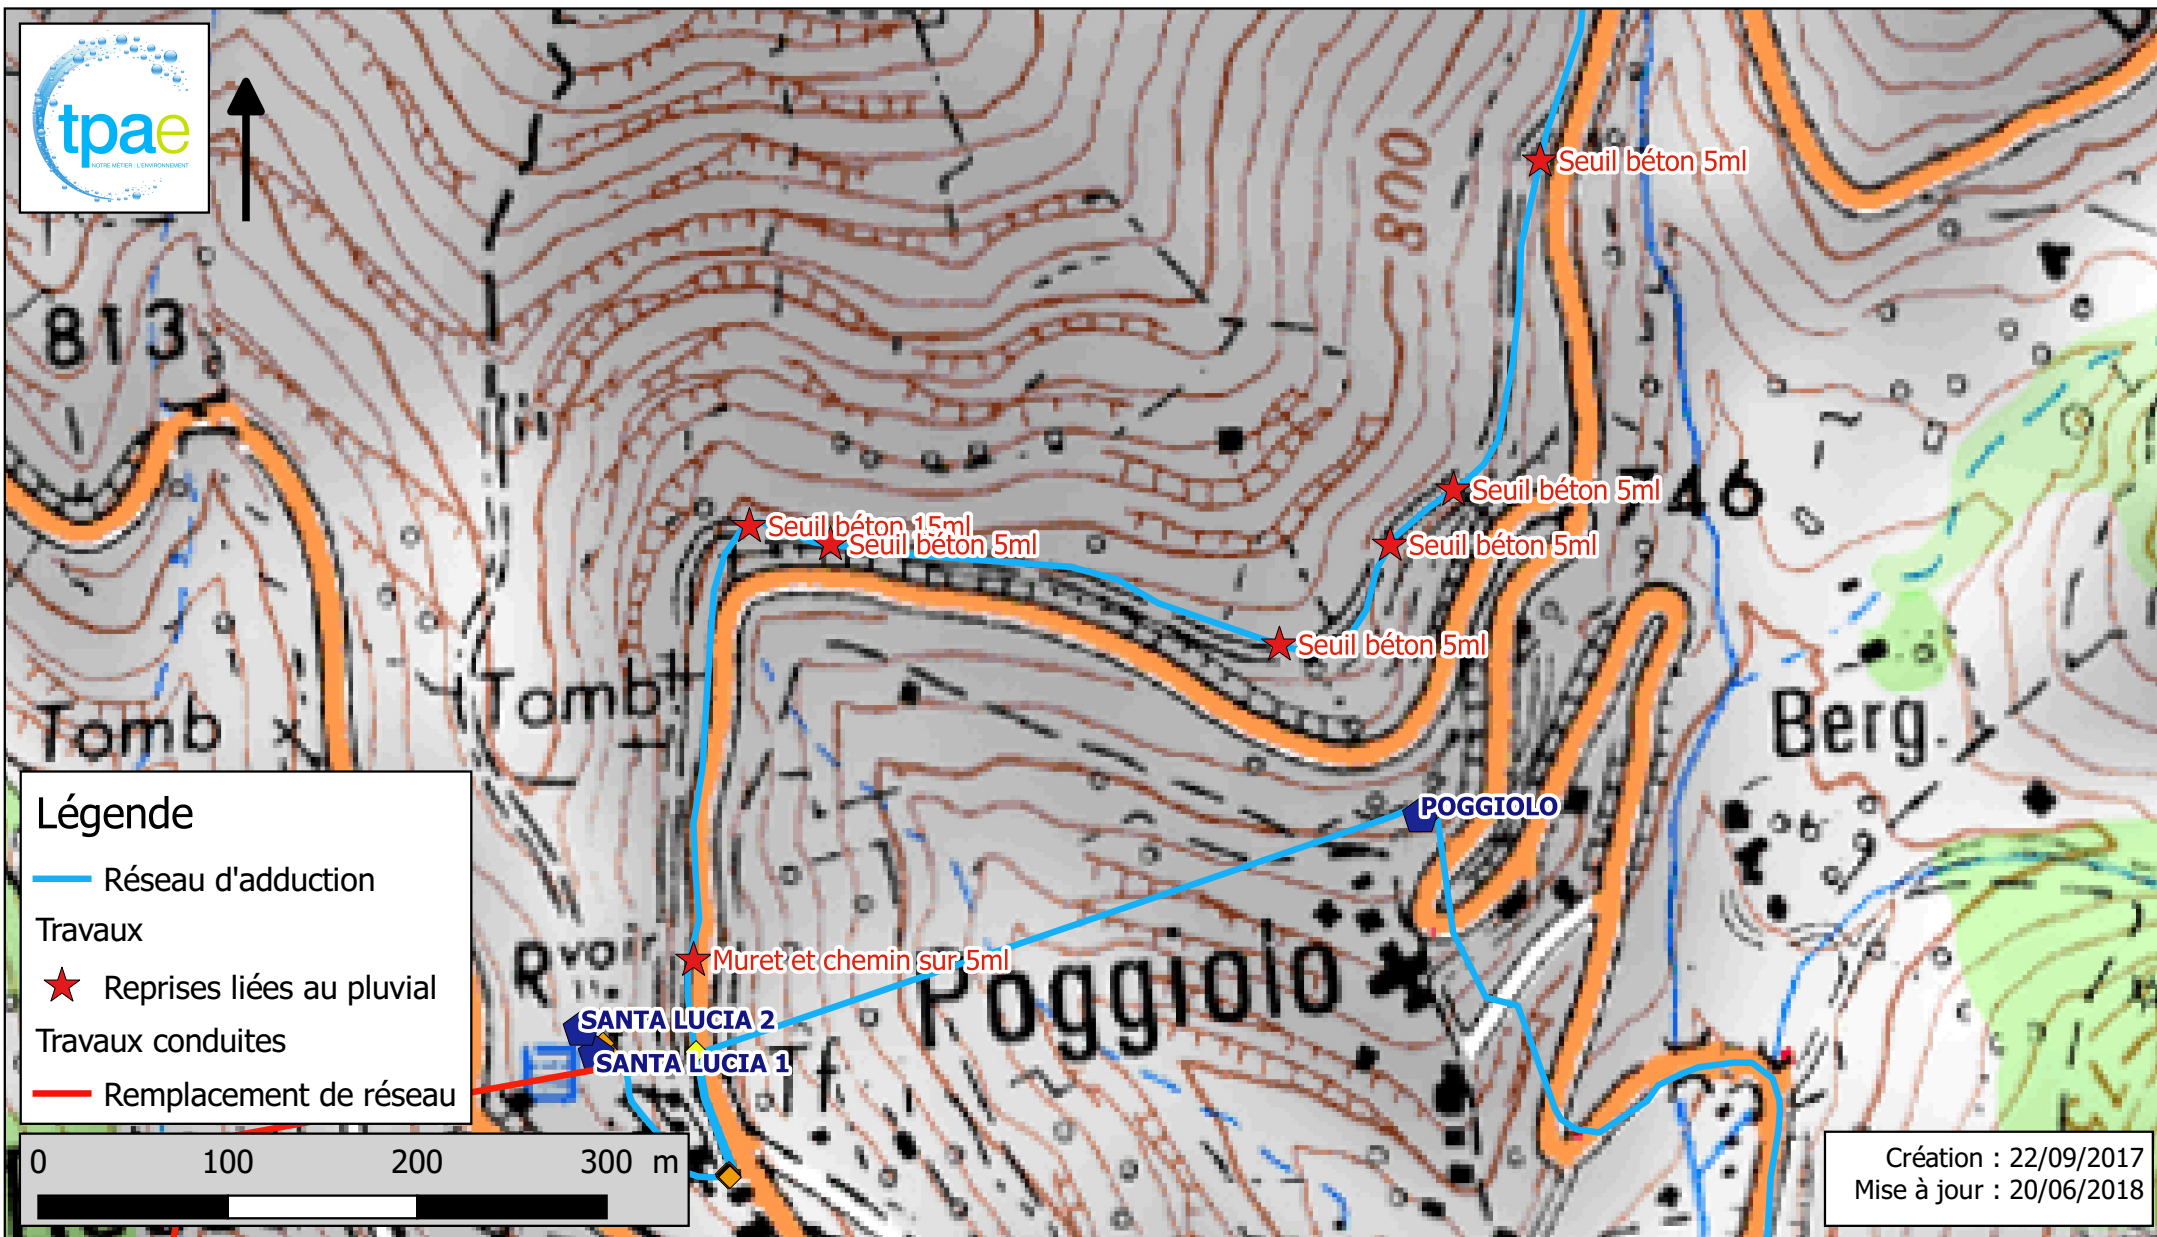 tpae
NOTRE MÉTIER : L'ENVIRONNEMENT
800
Seuil béton 5ml
813
Seuil béton 5ml
746
Seuil béton 15ml
Seuil béton 5ml
Seuil béton 5ml
Seuil béton 5ml
Tomb
Tomb
Berg.
POGGIOLO
Légende
Réseau d'adduction
Travaux
Reprises liées au pluvial
Travaux conduites
Remplacement de réseau
Rvoir
Muret et chemin sur 5ml
Poggiolo
SANTA LUCIA 2
SANTA LUCIA 1
Tf.
0 100 200 300 m
Création : 22/09/2017
Mise à jour : 20/06/2018